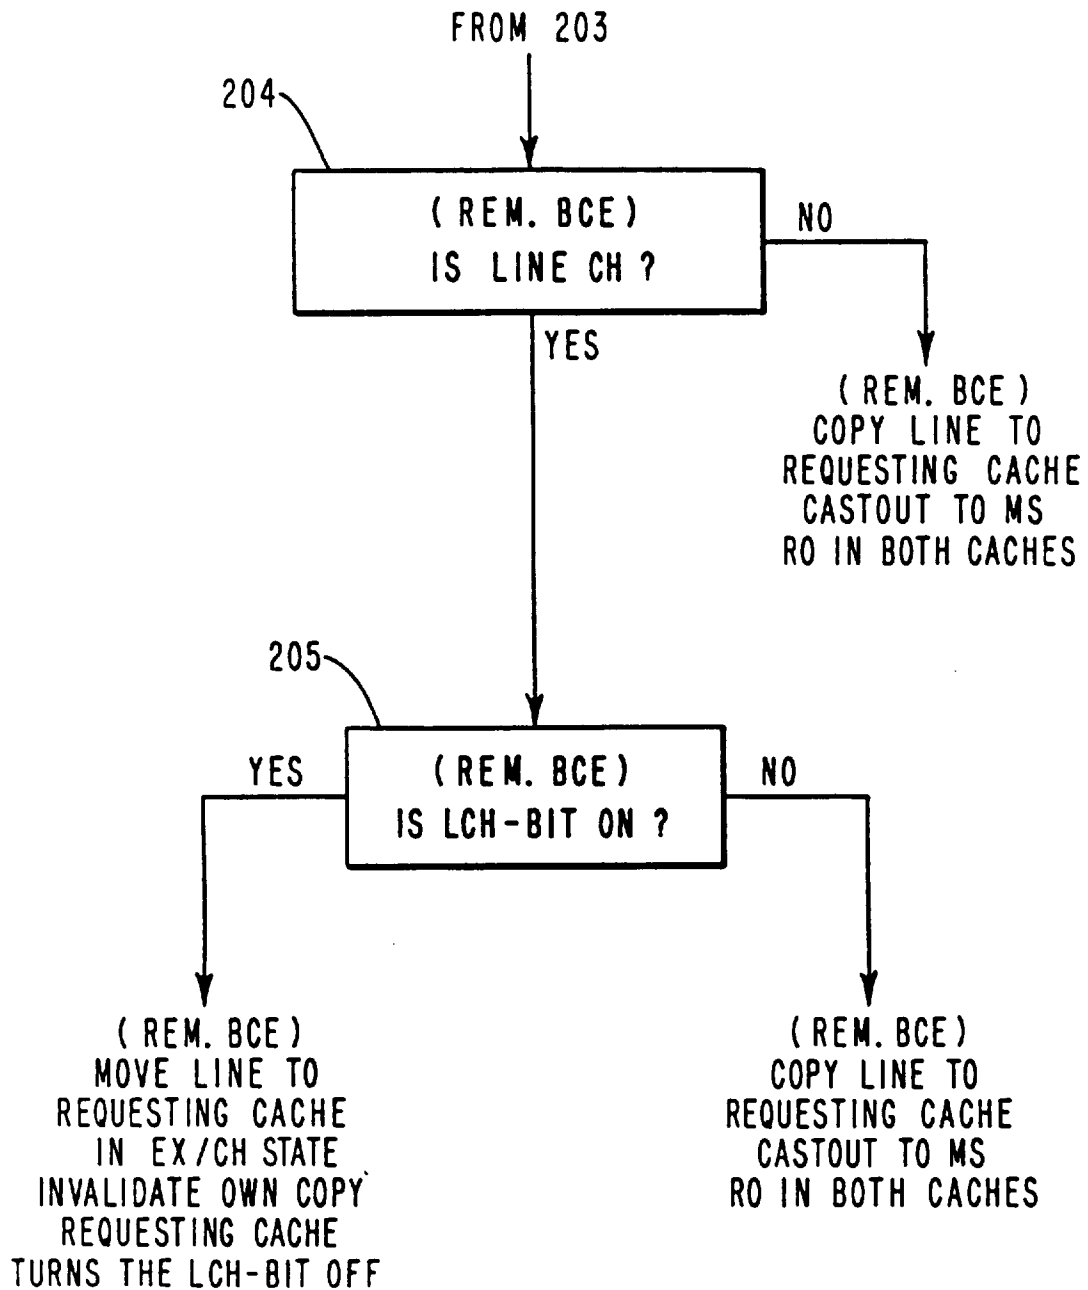 FROM 203
204
(REM. BCE)
IS LINE CH?
NO
YES
(REM. BCE)
COPY LINE TO
REQUESTING CACHE
CASTOUT TO MS
RO IN BOTH CACHES
205
(REM. BCE)
IS LCH-BIT ON?
YES
NO
(REM. BCE)
MOVE LINE TO
REQUESTING CACHE
IN EX/CH STATE
INVALIDATE OWN COPY
REQUESTING CACHE
TURNS THE LCH-BIT OFF
(REM. BCE)
COPY LINE TO
REQUESTING CACHE
CASTOUT TO MS
RO IN BOTH CACHES